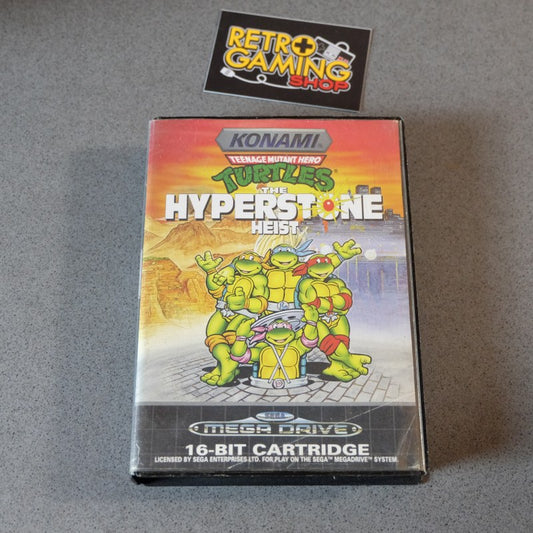 RETRO
GAMING
SHOP
KONAMI
TEENAGE MUTANT HERO
TURTLES
THE
HYPERSTONE
HEIST
SEGA
MEGA DRIVE
16-BIT CARTRIDGE
LICENSED BY SEGA ENTERPRISES LTD. FOR PLAY ON THE SEGA™ MEGADRIVE™ SYSTEM.